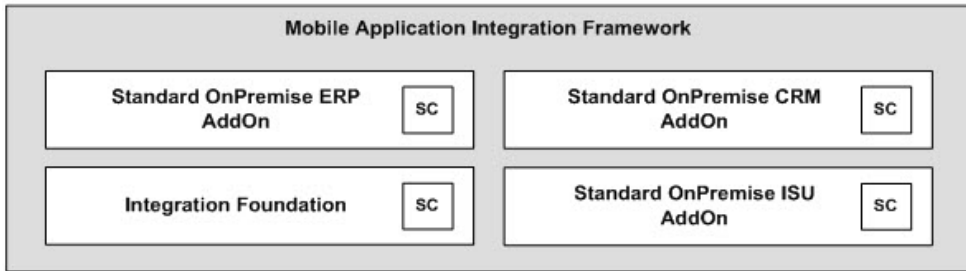 Mobile Application Integration Framework
Standard OnPremise ERP
AddOn
SC
Standard OnPremise CRM
AddOn
SC
Integration Foundation
SC
Standard OnPremise ISU
AddOn
SC